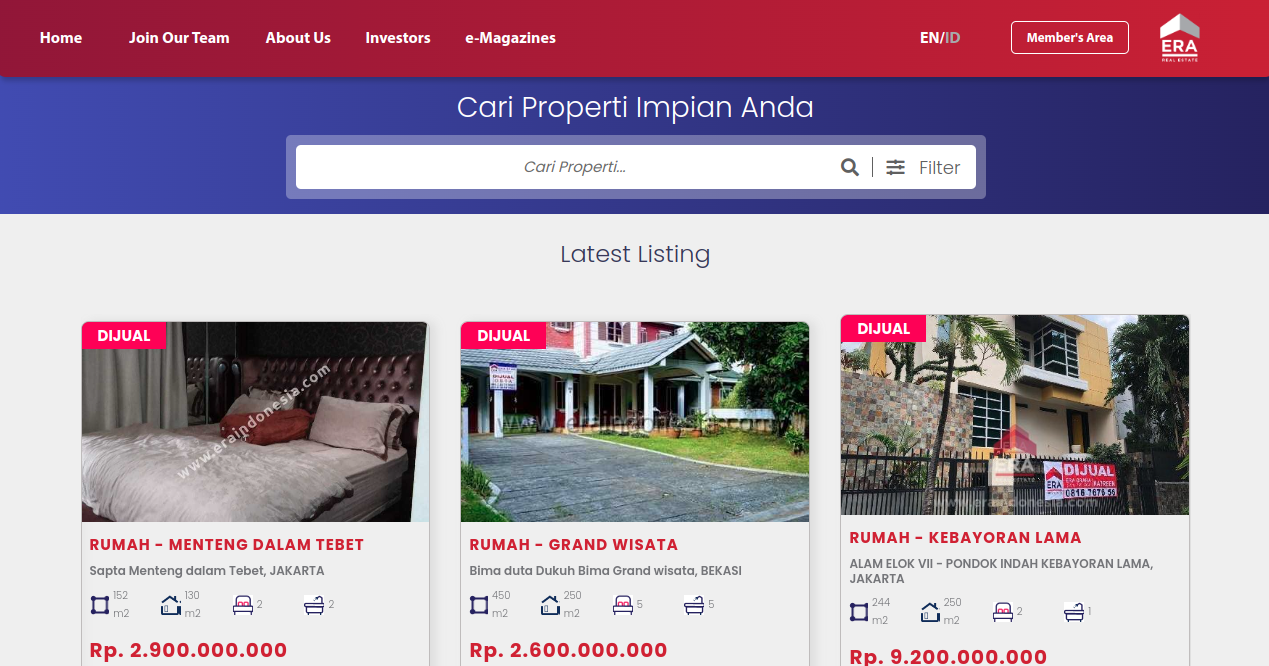 Home
Join Our Team
About Us
Investors
e-Magazines
EN/ID
Member's Area
ERA
REAL ESTATE
Cari Properti Impian Anda
Cari Properti...
Filter
Latest Listing
DIJUAL
www.eraindonesia.com
RUMAH - MENTENG DALAM TEBET
Sapta Menteng dalam Tebet, JAKARTA
152 m2
130 m2
2
2
Rp. 2.900.000.000
DIJUAL
DIJUAL
www.eraindonesia.com
RUMAH - GRAND WISATA
Bima duta Dukuh Bima Grand wisata, BEKASI
450 m2
250 m2
5
5
Rp. 2.600.000.000
DIJUAL
ERA
DIJUAL
ERA
www.eraindonesia.com
RUMAH - KEBAYORAN LAMA
ALAM ELOK VII - PONDOK INDAH KEBAYORAN LAMA,
JAKARTA
244 m2
250 m2
2
1
Rp. 9.200.000.000